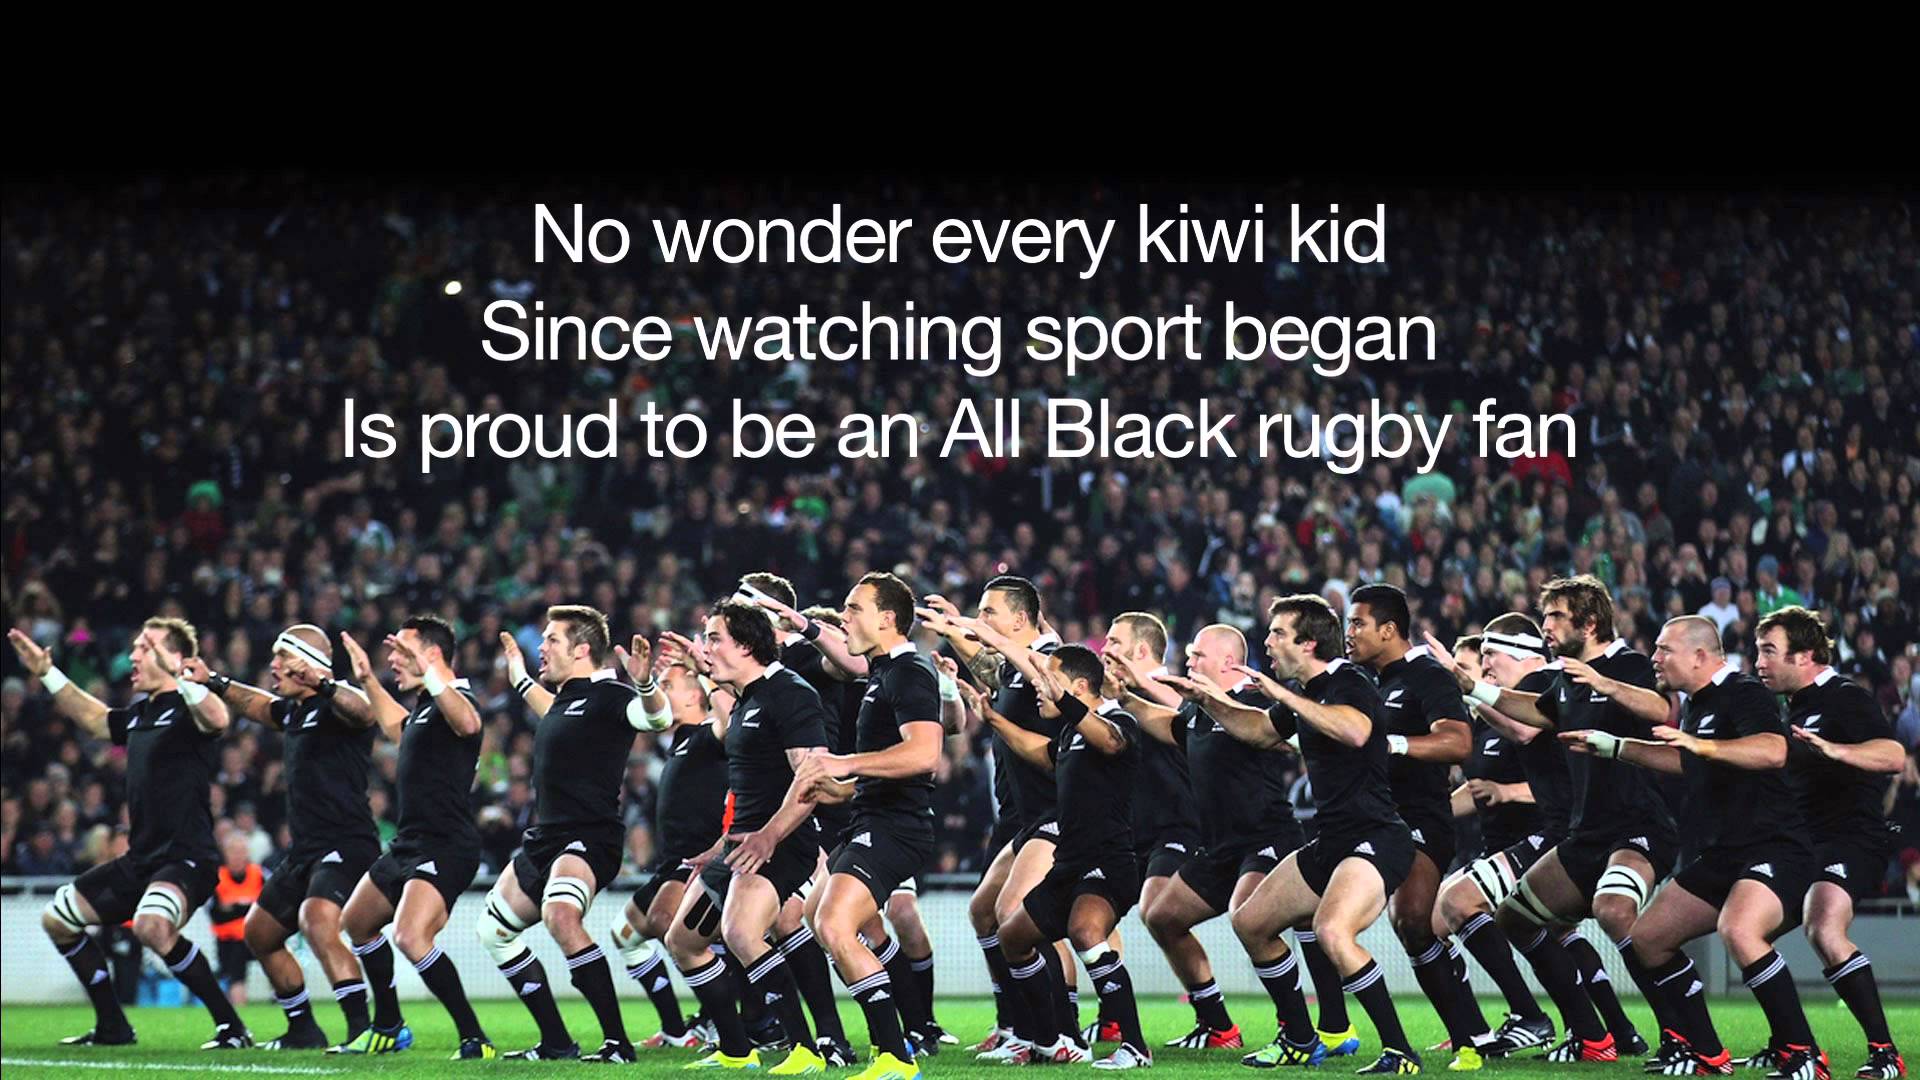 No wonder every kiwi kid
Since watching sport began
Is proud to be an All Black rugby fan